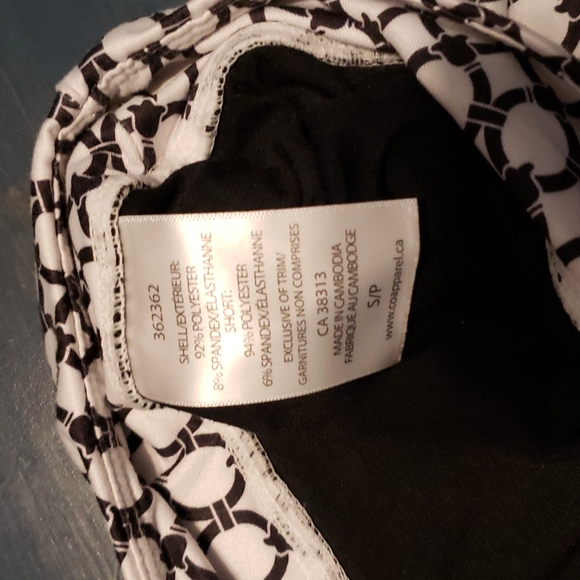 362362
SHELL/EXTÉRIEUR:
92% POLYESTER
8% SPANDEX/ÉLASTHANNE
SHORT:
94% POLYESTER
6% SPANDEX/ÉLASTHANNE
EXCLUSIVE OF TRIM/
GARNITURES NON COMPRISES
CA 38313
MADE IN CAMBODIA
FABRIQUÉ AU CAMBODGE
S/P
www.coapparel.ca